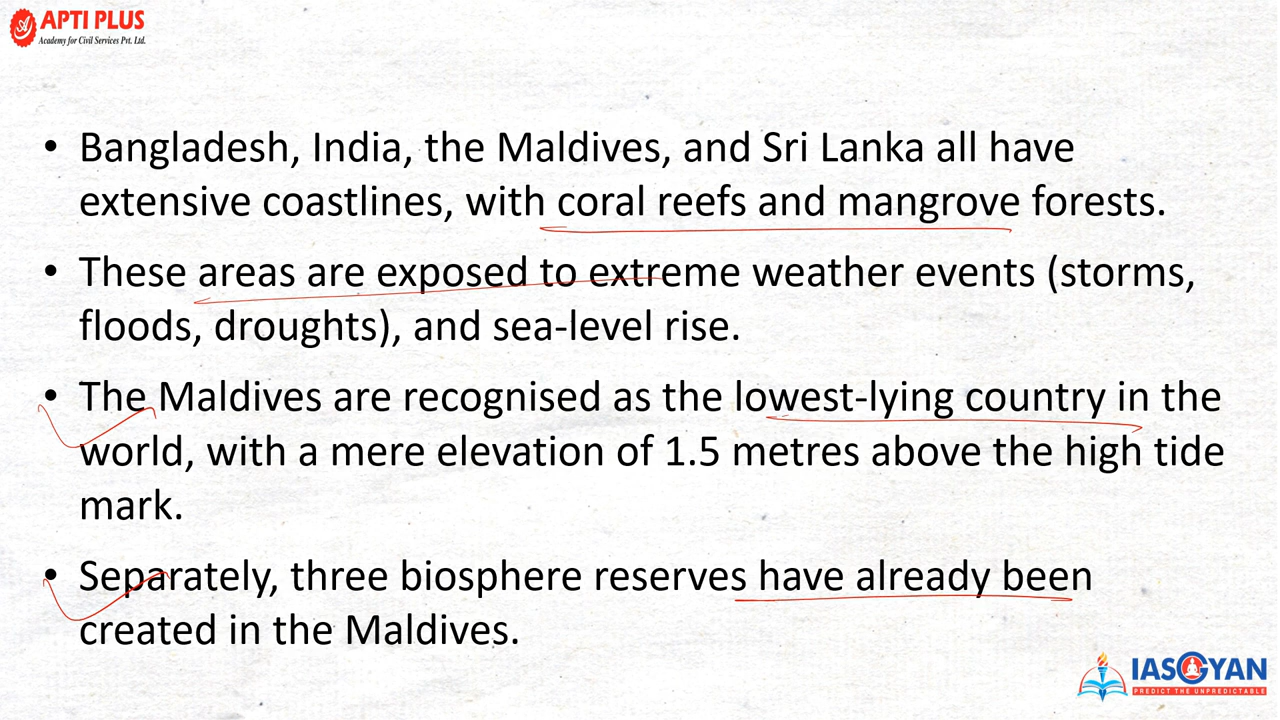 APTI PLUS
Academy for Civil Services Pvt. Ltd.
• Bangladesh, India, the Maldives, and Sri Lanka all have
extensive coastlines, with coral reefs and mangrove forests.
• These areas are exposed to extreme weather events (storms,
floods, droughts), and sea-level rise.
• The Maldives are recognised as the lowest-lying country in the
world, with a mere elevation of 1.5 metres above the high tide
mark.
• Separately, three biosphere reserves have already been
created in the Maldives.
IASGYAN
PREDICT THE UNPREDICTABLE